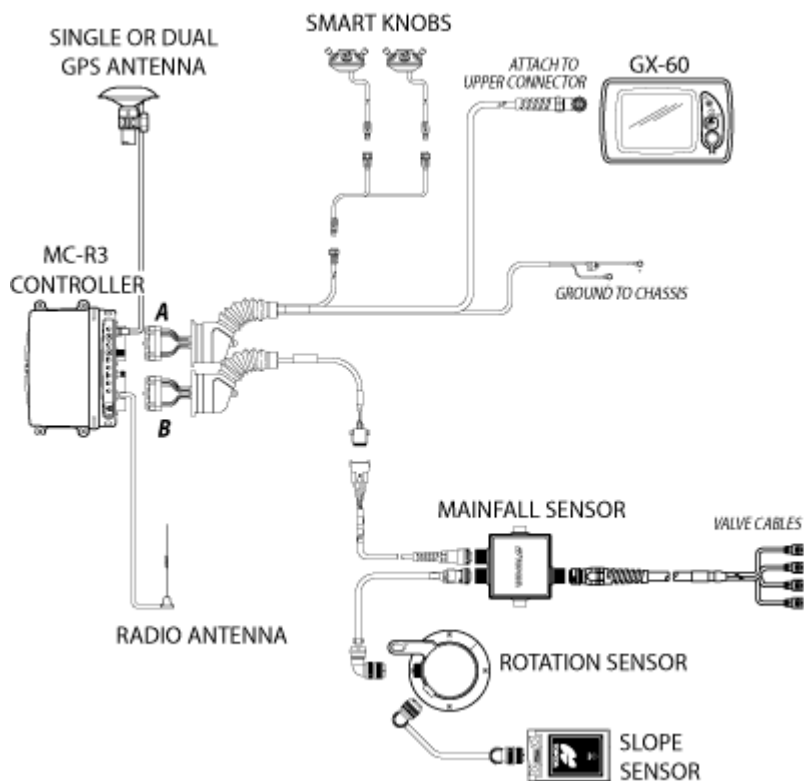 SINGLE OR DUAL
GPS ANTENNA
SMART KNOBS
ATTACH TO
UPPER CONNECTOR
GX-60
MC-R3
CONTROLLER
A
B
GROUND TO CHASSIS
MAINFALL SENSOR
VALVE CABLES
RADIO ANTENNA
ROTATION SENSOR
SLOPE
SENSOR